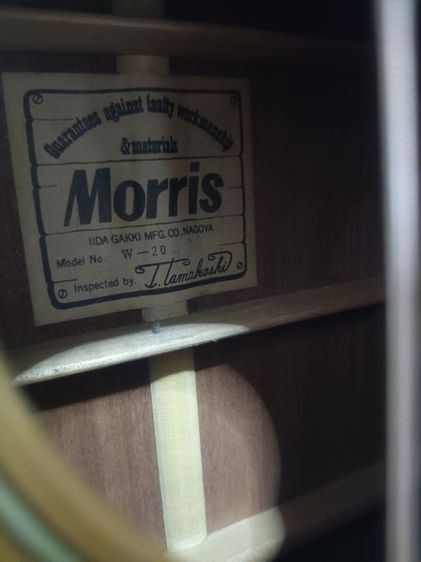 Guarantees against faulty workmanship
& materials
Morris
IIDA GAKKI MFG. CO., NAGOYA
Model No. W-20
Inspected by. T. Tamakoshi